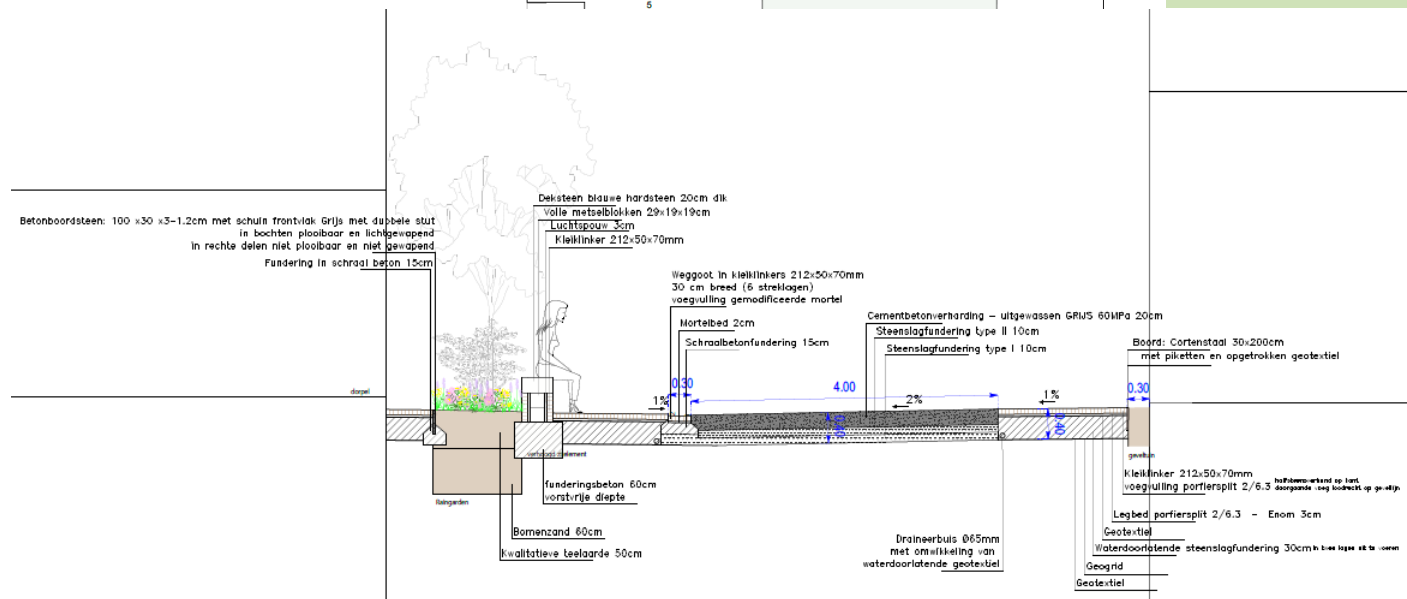 5
Deksteen blauwe hardsteen 20cm dik
Volle metselblokken 29x19x19cm
Luchtspouw 3cm
Kleiklinker 212x50x70mm
Betonboordsteen: 100 x30 x3-1.2cm met schuin frontvlak Grijs met dubbele stut
in bochten plooibaar en lichtgewapend
in rechte delen niet plooibaar en niet gewapend
Fundering in schraal beton 15cm
Weggoot in kleiklinkers 212x50x70mm
30 cm breed (6 streklagen)
voegvulling gemodificeerde mortel
Mortelbed 2cm
Schraalbetonfundering 15cm
Cementbetonverharding - uitgewassen GRIJS 60MPa 20cm
Steenslagfundering type II 10cm
Steenslagfundering type I 10cm
Boord: Cortenstaal 30x200cm
met piketten en opgetrokken geotextiel
dorpel
0.30
4.00
0.30
1%
2%
1%
0.40
0.40
verhoogd plelement
geveltuin
Raingarden
funderingsbeton 60cm
vorstvrije diepte
Bomenzand 60cm
Kwalitatieve teelaarde 50cm
Draineerbuis Ø65mm
met omwikkeling van
waterdoorlatende geotextiel
Kleiklinker 212x50x70mm
voegvulling porfiersplit 2/6.3
Legbed porfiersplit 2/6.3 - Enom 3cm
Geotextiel
Waterdoorlatende steenslagfundering 30cm
Geogrid
Geotextiel